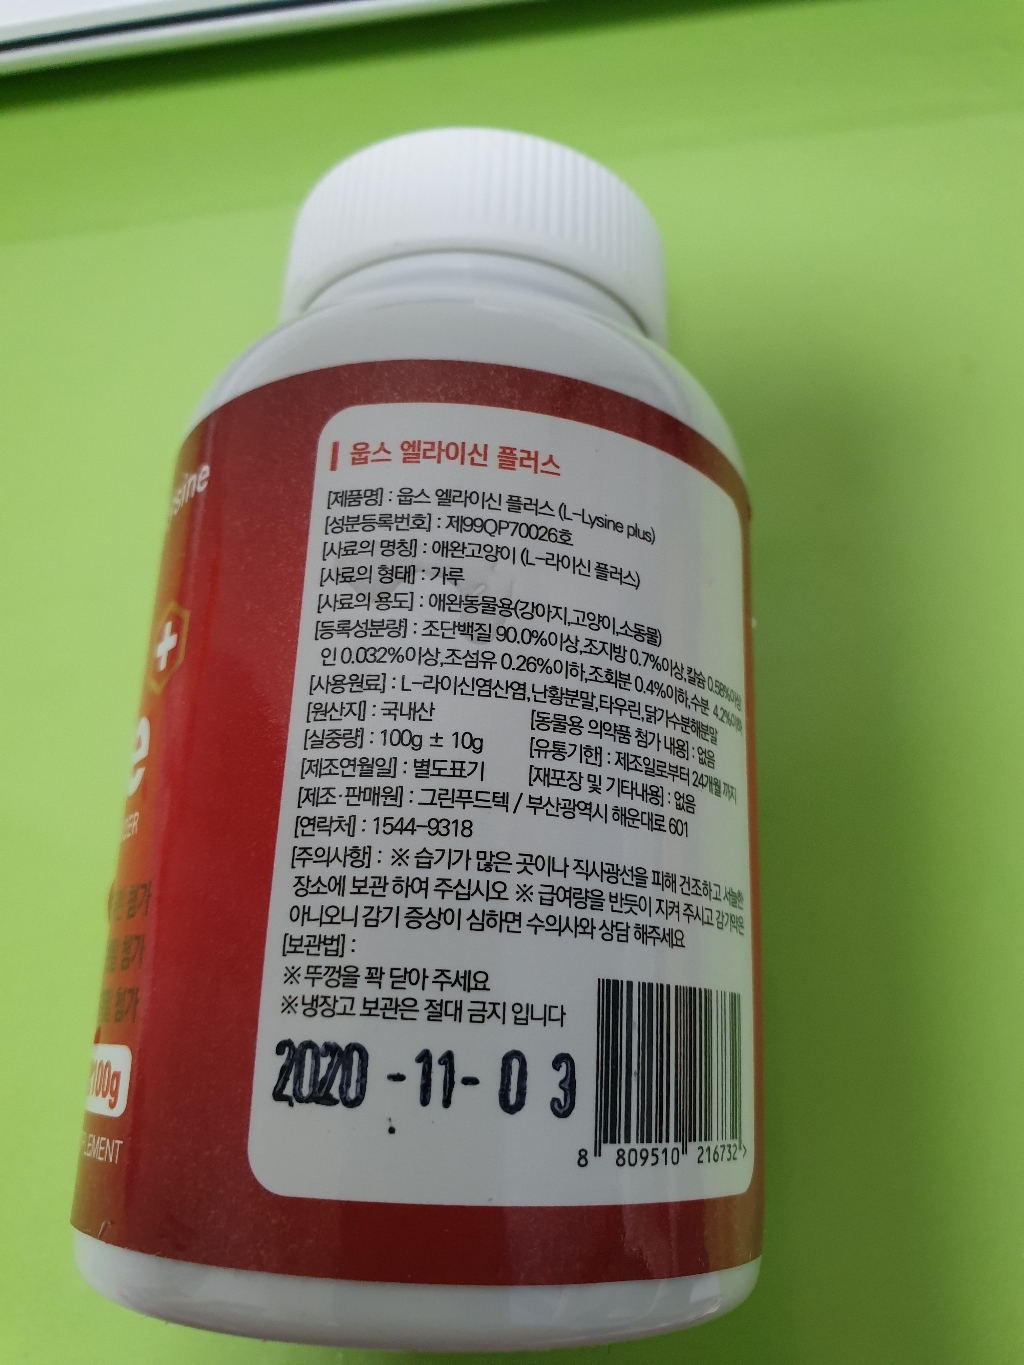 웁스 엘라이신 플러스
[제품명] : 웁스 엘라이신 플러스 (L-Lysine plus)
[성분등록번호] : 제99QP70026호
[사료의 명칭] : 애완고양이 (L-라이신 플러스)
[사료의 형태] : 가루
[사료의 용도] : 애완동물용(강아지,고양이,소동물)
[등록성분량] : 조단백질 90.0%이상,조지방 0.7%이상,칼슘 0.58%이상
인 0.032%이상,조섬유 0.26%이하,조회분 0.4%이하,수분 4.2%이하
[사용원료] : L-라이신염산염,난황분말,타우린,닭가수분해분말
[원산지] : 국내산 [동물용 의약품 첨가 내용] : 없음
[실중량] : 100g ± 10g [유통기한] : 제조일로부터 24개월 까지
[제조연월일] : 별도표기 [재포장 및 기타내용] : 없음
[제조·판매원] : 그린푸드텍 / 부산광역시 해운대로 601
[연락처] : 1544-9318
[주의사항] : ※ 습기가 많은 곳이나 직사광선을 피해 건조하고 서늘한
장소에 보관 하여 주십시오 ※ 급여량을 반듯이 지켜 주시고 감기약은
아니오니 감기 증상이 심하면 수의사와 상담 해주세요
[보관법] :
※ 뚜껑을 꽉 닫아 주세요
※ 냉장고 보관은 절대 금지 입니다
2020-11-03
8 809510 216732
첨가
첨가
첨가
100g